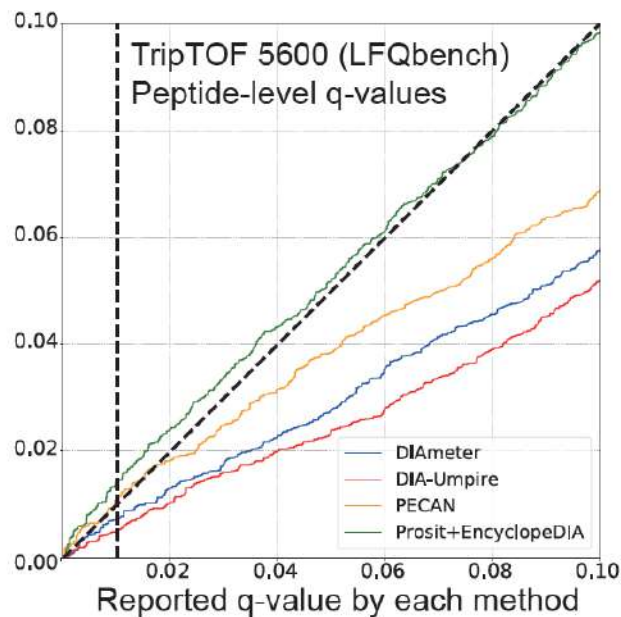 0.10
TripTOF 5600 (LFQbench)
Peptide-level q-values
0.08
0.06
0.04
0.02
DIAmeter
DIA-Umpire
PECAN
Prosit+EncyclopeDIA
0.00
0.02 0.04 0.06 0.08 0.10
Reported q-value by each method